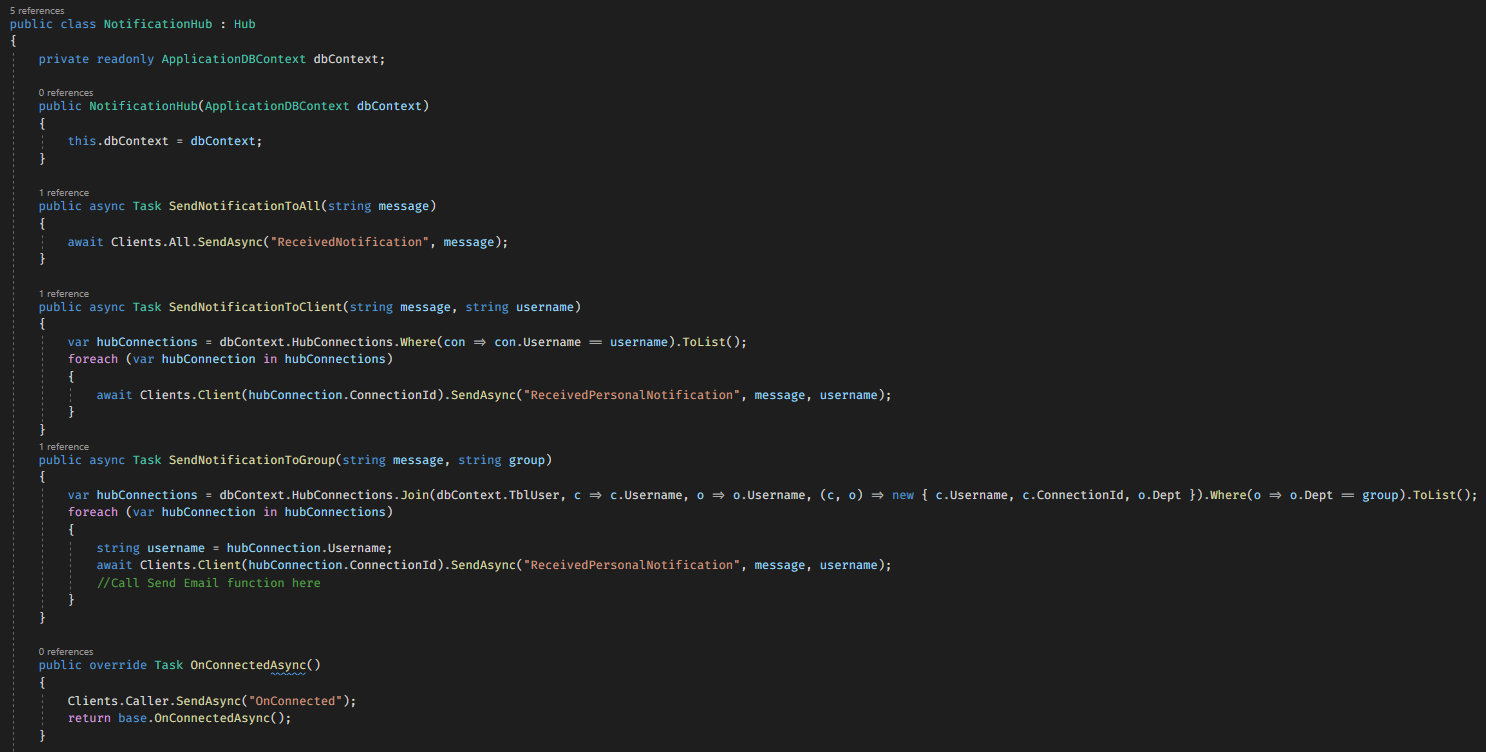 5 references
public class NotificationHub : Hub
{
private readonly ApplicationDBContext dbContext;
0 references
public NotificationHub(ApplicationDBContext dbContext)
{
this.dbContext = dbContext;
}
1 reference
public async Task SendNotificationToAll(string message)
{
await Clients.All.SendAsync("ReceivedNotification", message);
}
1 reference
public async Task SendNotificationToClient(string message, string username)
{
var hubConnections = dbContext.HubConnections.Where(con => con.Username == username).ToList();
foreach (var hubConnection in hubConnections)
{
await Clients.Client(hubConnection.ConnectionId).SendAsync("ReceivedPersonalNotification", message, username);
}
}
1 reference
public async Task SendNotificationToGroup(string message, string group)
{
var hubConnections = dbContext.HubConnections.Join(dbContext.TblUser, c => c.Username, o => o.Username, (c, o) => new { c.Username, c.ConnectionId, o.Dept }).Where(o => o.Dept == group).ToList();
foreach (var hubConnection in hubConnections)
{
string username = hubConnection.Username;
await Clients.Client(hubConnection.ConnectionId).SendAsync("ReceivedPersonalNotification", message, username);
//Call Send Email function here
}
}
0 references
public override Task OnConnectedAsync()
{
Clients.Caller.SendAsync("OnConnected");
return base.OnConnectedAsync();
}